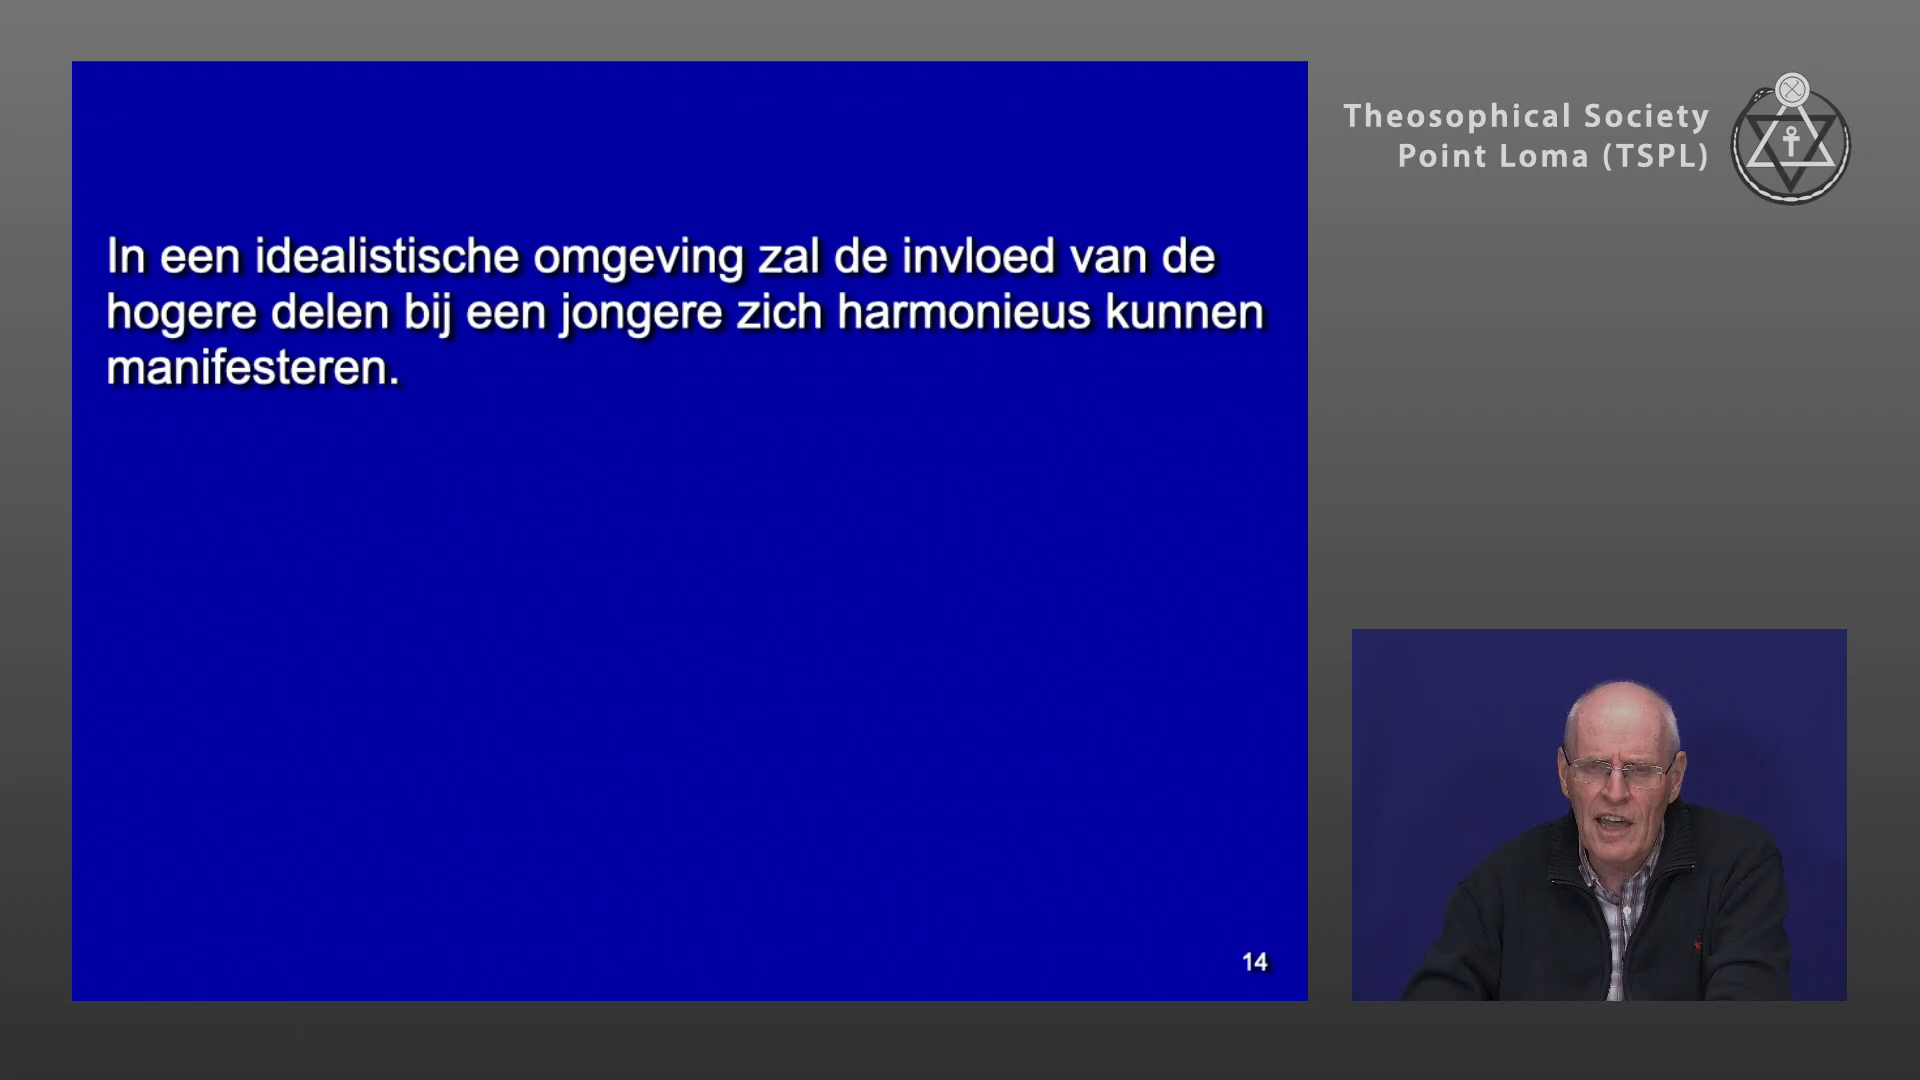 Theosophical Society
Point Loma (TSPL)
In een idealistische omgeving zal de invloed van de
hogere delen bij een jongere zich harmonieus kunnen
manifesteren.
14